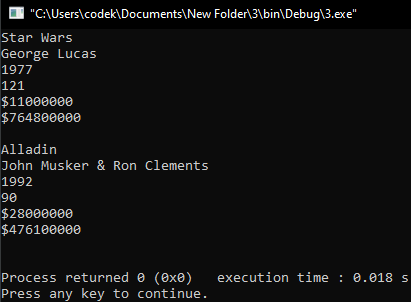 "C:\Users\codek\Documents\New Folder\3\bin\Debug\3.exe"
Star Wars
George Lucas
1977
121
$11000000
$764800000
Alladin
John Musker & Ron Clements
1992
90
$28000000
$476100000
Process returned 0 (0x0)   execution time : 0.018 s
Press any key to continue.